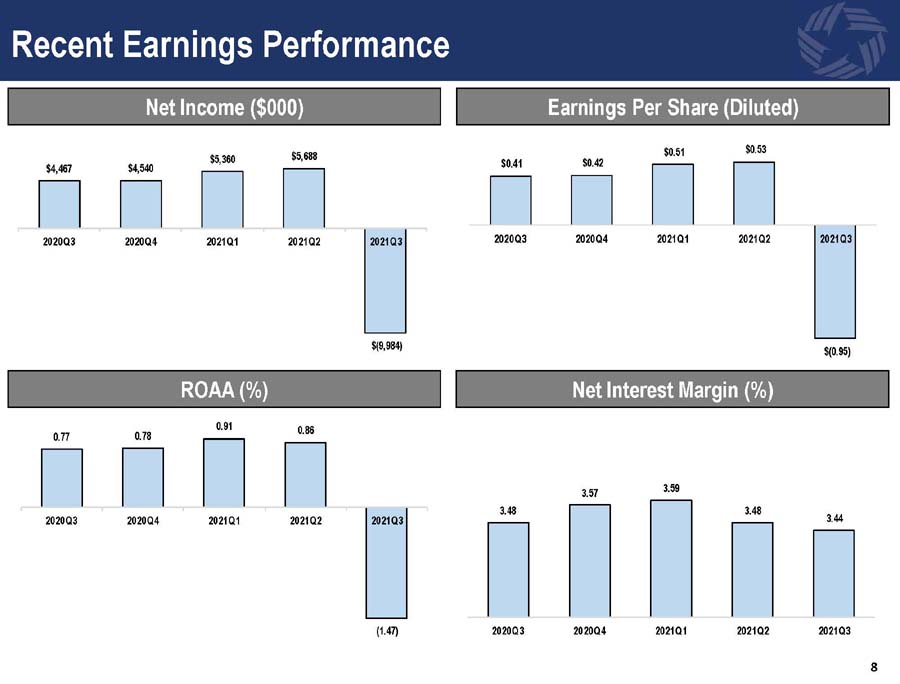 Recent Earnings Performance
Net Income ($000)
$4,467 $4,540 $5,360 $5,688
2020Q3 2020Q4 2021Q1 2021Q2 2021Q3
$(9,984)
Earnings Per Share (Diluted)
$0.41 $0.42 $0.51 $0.53
2020Q3 2020Q4 2021Q1 2021Q2 2021Q3
$(0.95)
ROAA (%)
0.77 0.78 0.91 0.86
2020Q3 2020Q4 2021Q1 2021Q2 2021Q3
(1.47)
Net Interest Margin (%)
3.48 3.57 3.59 3.48 3.44
2020Q3 2020Q4 2021Q1 2021Q2 2021Q3
8